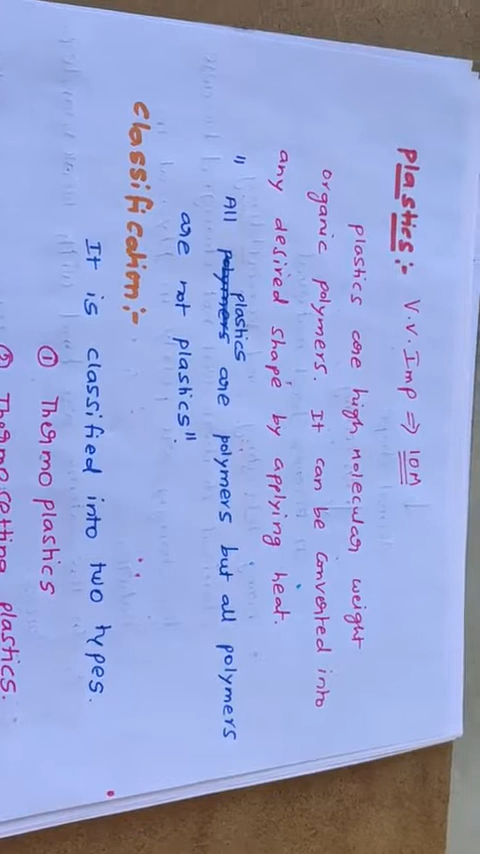 Plastics:- V.V.Imp ⇒ 10M
plastics are high molecular weight
organic polymers. It can be converted into
any desired shape by applying heat.
" All plastics are polymers but all polymers
are not plastics".
classification:-
It is classified into two types.
① Thermo plastics
② Thermosetting plastics.